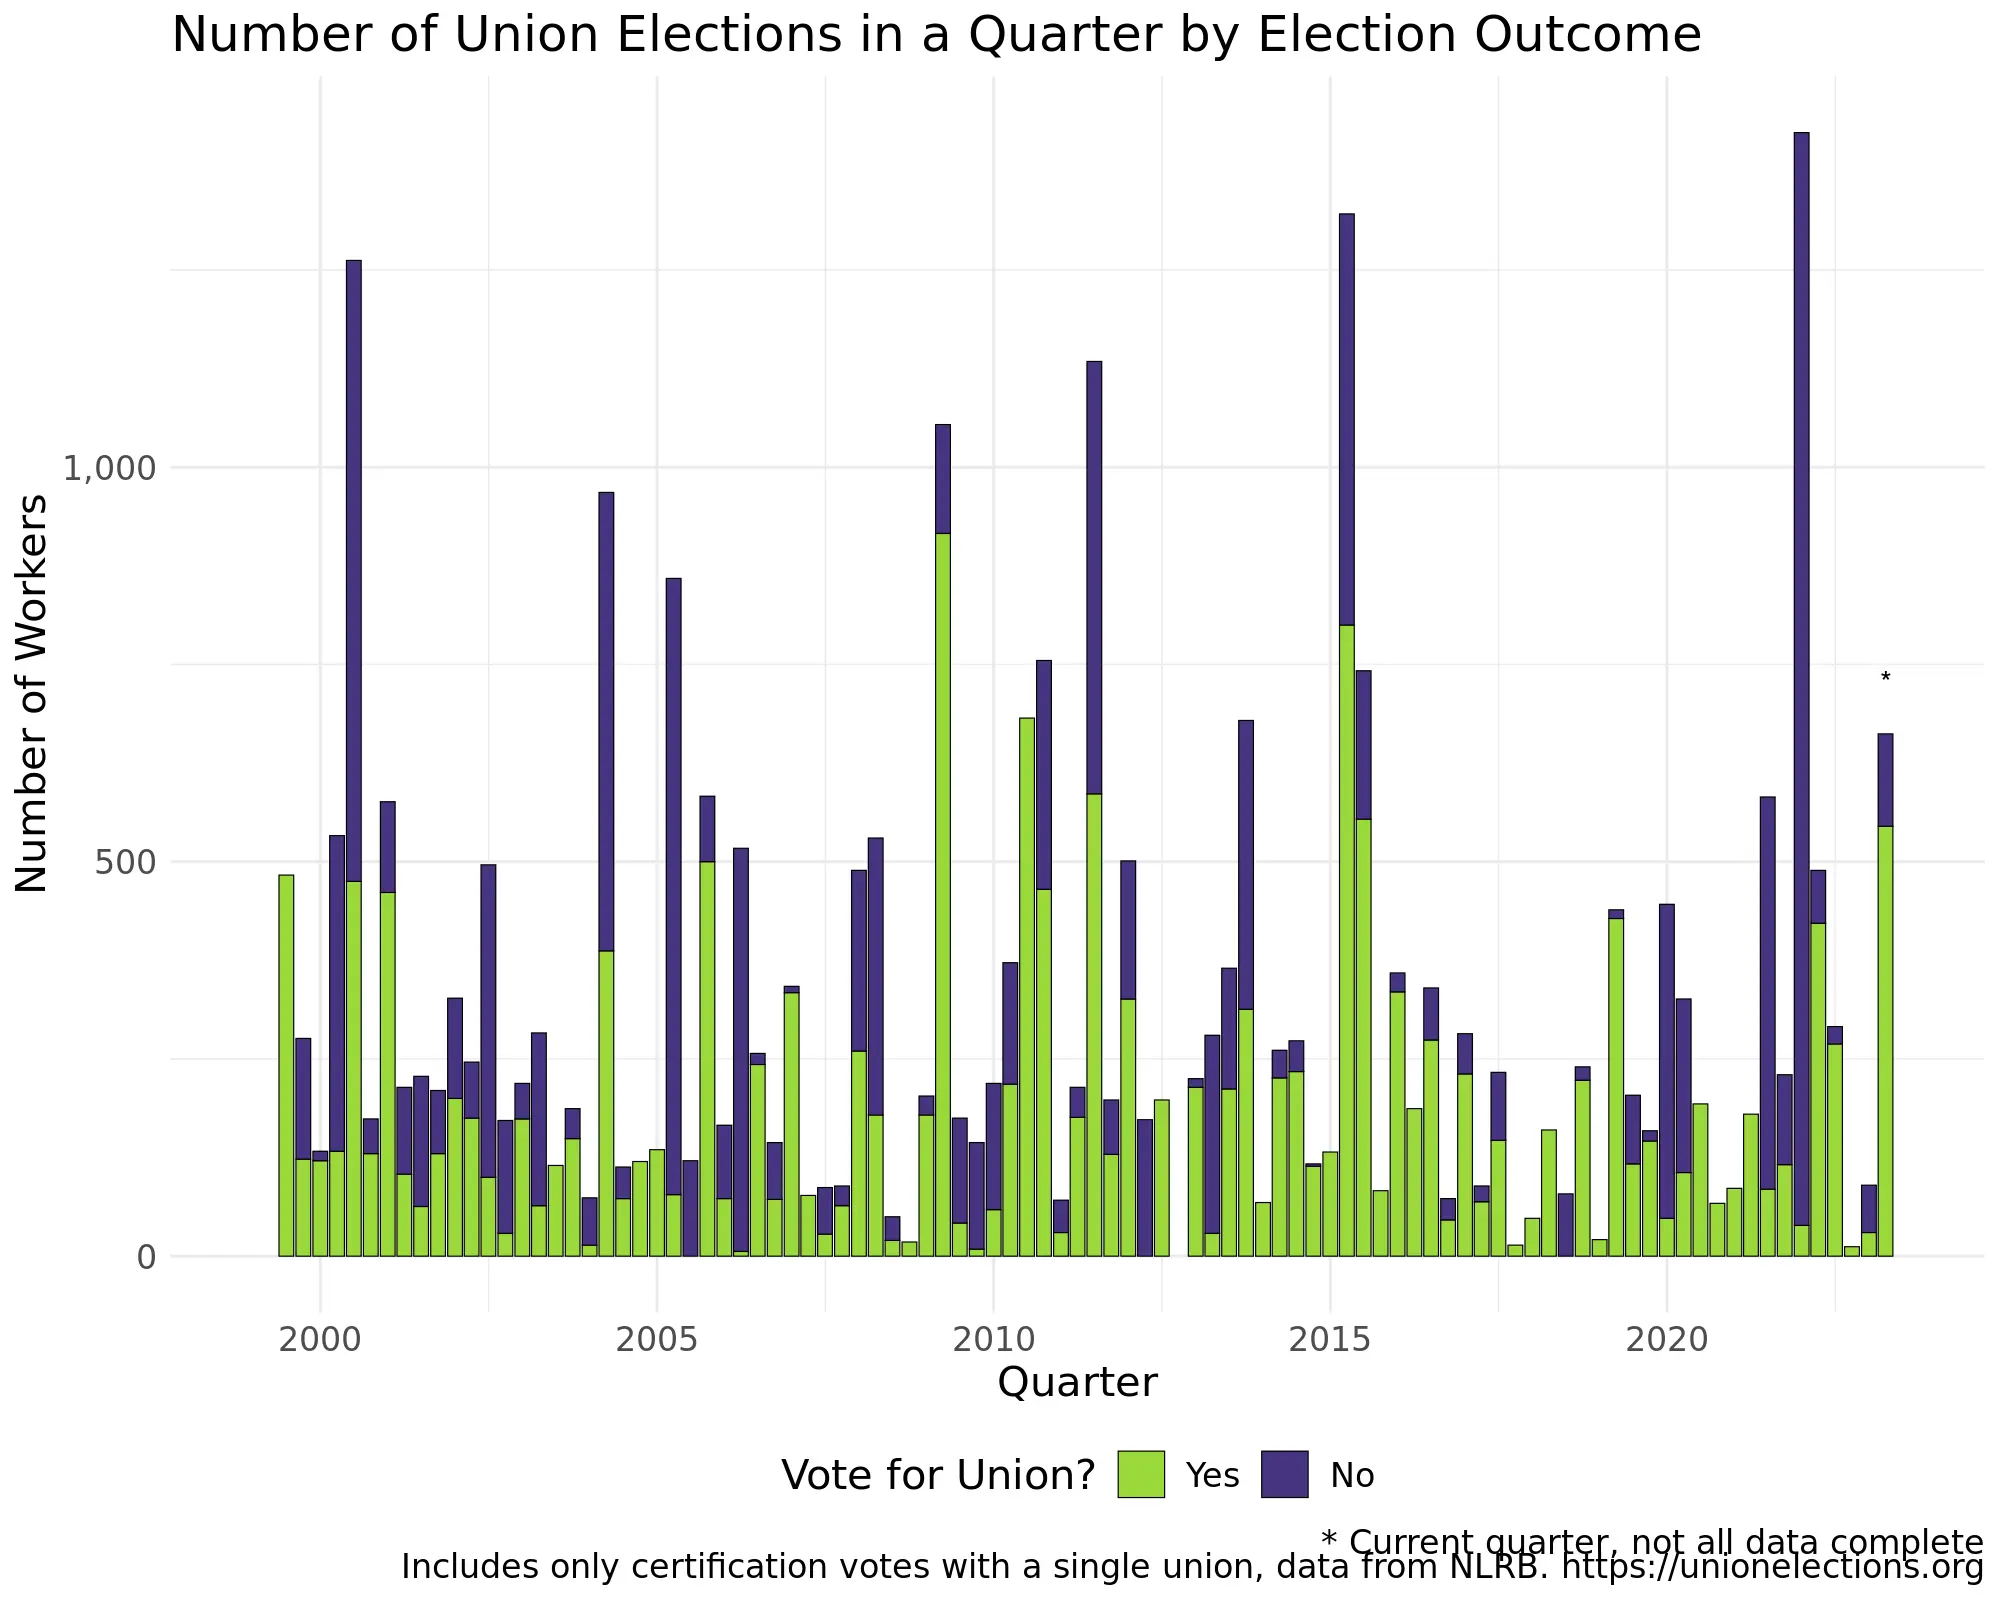 Number of Union Elections in a Quarter by Election Outcome
Number of Workers
1,000
500
0
*
2000 2005 2010 2015 2020
Quarter
Vote for Union? Yes No
* Current quarter, not all data complete
Includes only certification votes with a single union, data from NLRB. https://unionelections.org